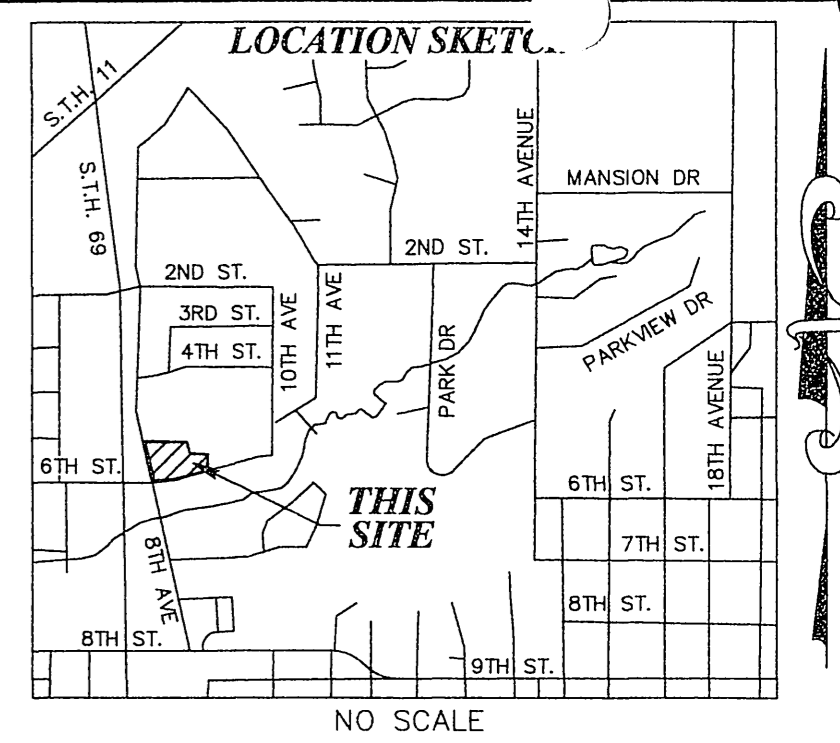 LOCATION
S.T.H. 11
S.T.H. 69
14TH AVENUE
MANSION DR
2ND ST.
2ND ST.
3RD ST.
4TH ST.
10TH AVE
11TH AVE
PARK DR
PARKVIEW DR
18TH AVENUE
6TH ST.
THIS
SITE
6TH ST.
7TH ST.
8TH AVE
8TH ST.
8TH ST.
9TH ST.
NO SCALE